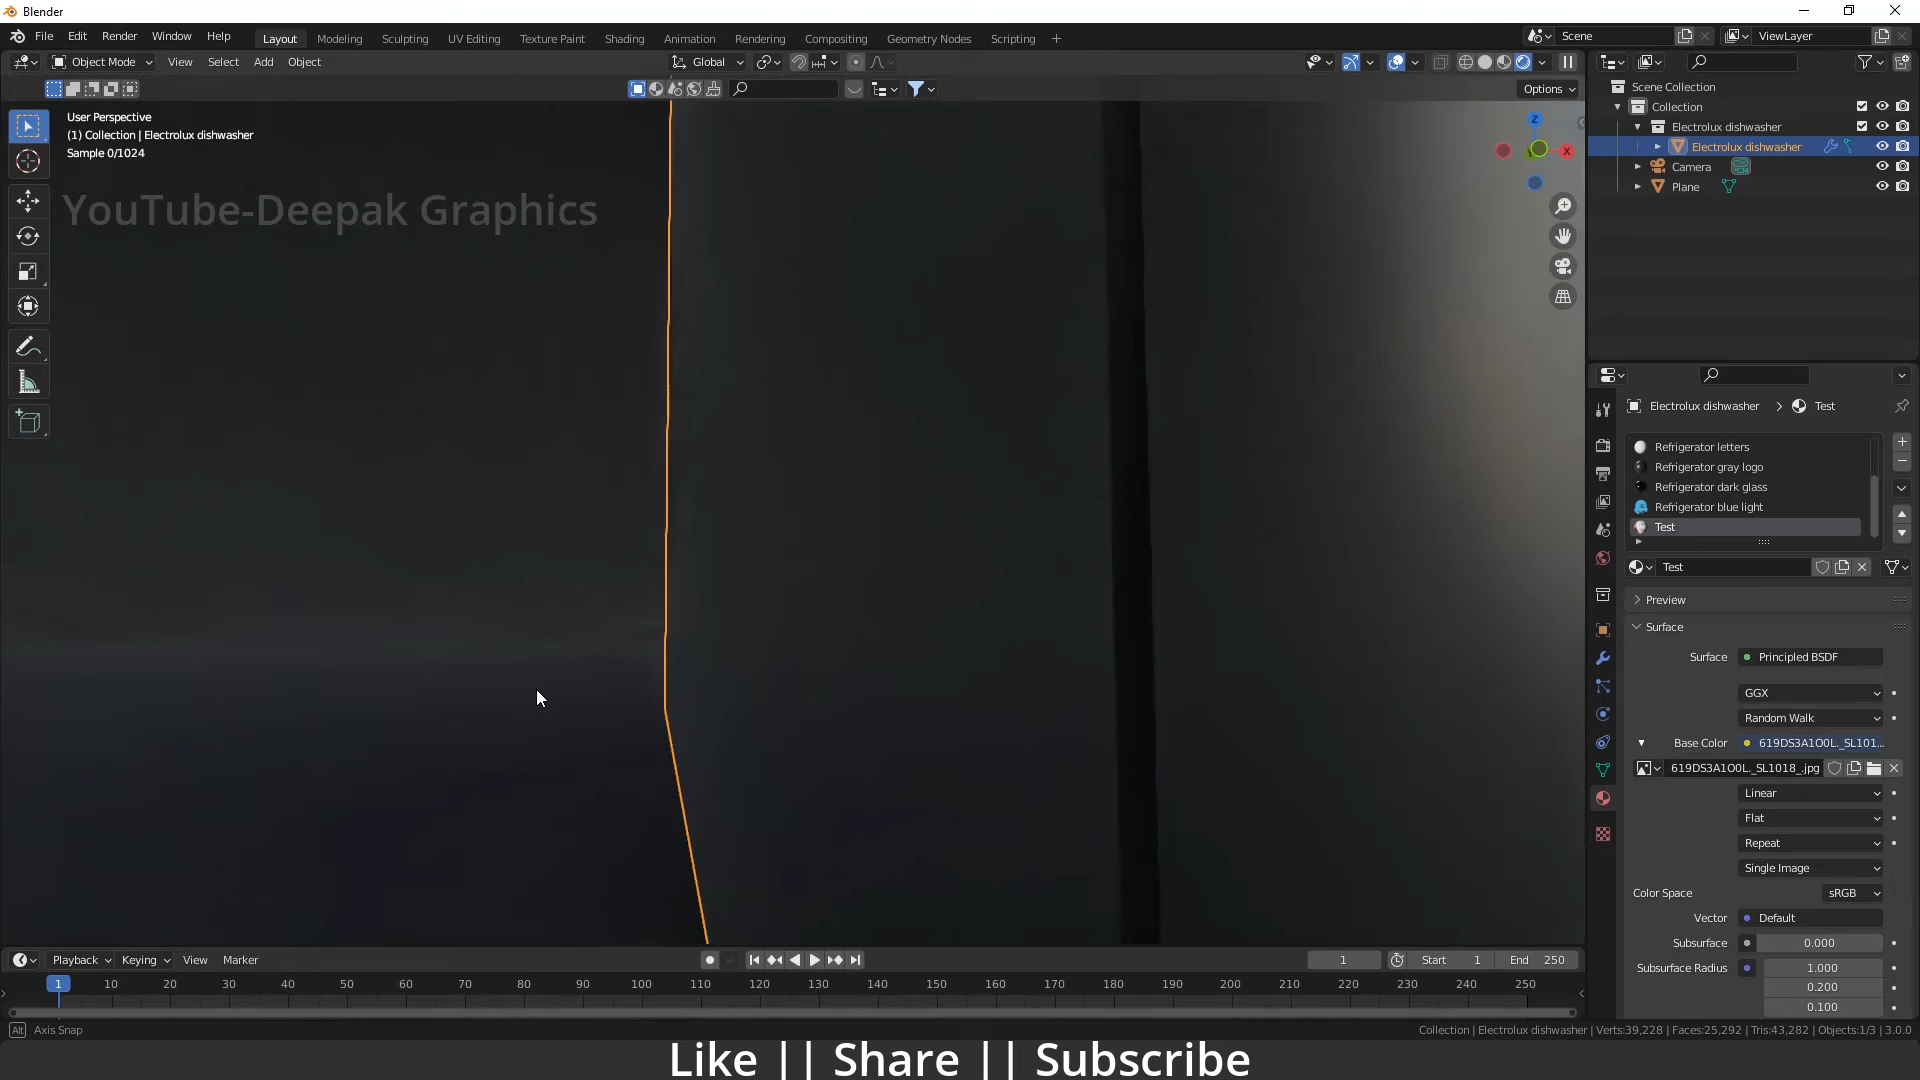 Blender
File Edit Render Window Help
Layout Modeling Sculpting UV Editing Texture Paint Shading Animation Rendering Compositing Geometry Nodes Scripting +
Scene
ViewLayer
Object Mode View Select Add Object
Global
Options
User Perspective
(1) Collection | Electrolux dishwasher
Sample 0/1024
YouTube-Deepak Graphics
Z
X
Scene Collection
Collection
Electrolux dishwasher
Electrolux dishwasher
Camera
Plane
Electrolux dishwasher > Test
Refrigerator letters
Refrigerator gray logo
Refrigerator dark glass
Refrigerator blue light
Test
Test
Preview
Surface
Surface Principled BSDF
GGX
Random Walk
Base Color 619DS3A1O0L._SL101...
619DS3A1O0L._SL1018_.jpg
Linear
Flat
Repeat
Single Image
Color Space sRGB
Vector Default
Subsurface 0.000
Subsurface Radius 1.000
0.200
0.100
Playback Keying View Marker
1 Start 1 End 250
1 10 20 30 40 50 60 70 80 90 100 110 120 130 140 150 160 170 180 190 200 210 220 230 240 250
Alt Axis Snap
Collection | Electrolux dishwasher | Verts:39,228 | Faces:25,292 | Tris:43,282 | Objects:1/3 | 3.0.0
Like || Share || Subscribe